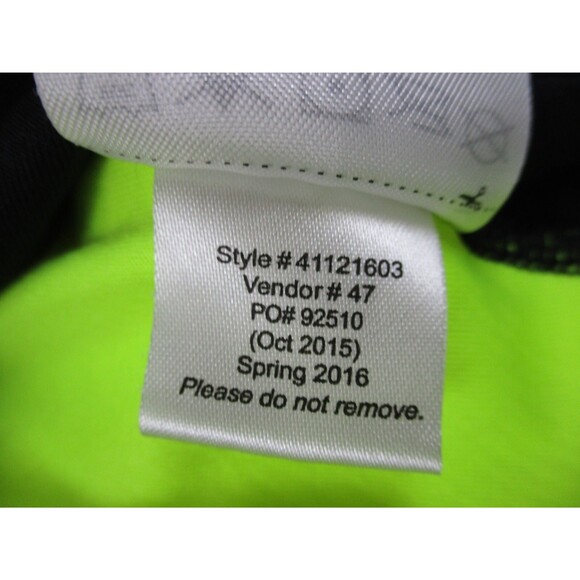 Style # 41121603
Vendor # 47
PO# 92510
(Oct 2015)
Spring 2016
Please do not remove.